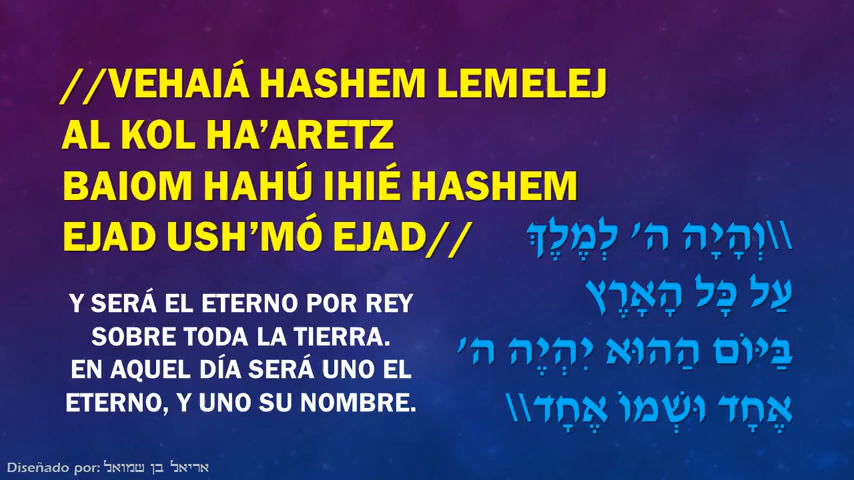 //VEHAIÁ HASHEM LEMELEJ
AL KOL HA’ARETZ
BAIOM HAHÚ IHIÉ HASHEM
EJAD USH’MÓ EJAD//
\\וְהָיָה ה׳ לְמֶלֶךְ
עַל כָּל הָאָרֶץ
בַּיּוֹם הַהוּא יִהְיֶה ה׳
אֶחָד וּשְׁמוֹ אֶחָד\\
Y SERÁ EL ETERNO POR REY
SOBRE TODA LA TIERRA.
EN AQUEL DÍA SERÁ UNO EL
ETERNO, Y UNO SU NOMBRE.
Diseñado por: אריאל בן שמואל